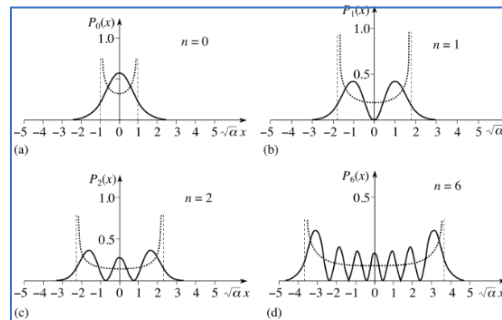 P₀(x)
1.0
n = 0
−5 −4 −3 −2 −1 0 1 2 3 4 5 √α x
(a)
P₁(x)
1.0
n = 1
0.5
−5 −4 −3 −2 −1 0 1 2 3 4 5 √α x
(b)
P₂(x)
1.0
n = 2
0.5
−5 −4 −3 −2 −1 0 1 2 3 4 5 √α x
(c)
P₆(x)
n = 6
0.5
−5 −4 −3 −2 −1 0 1 2 3 4 5 √α x
(d)